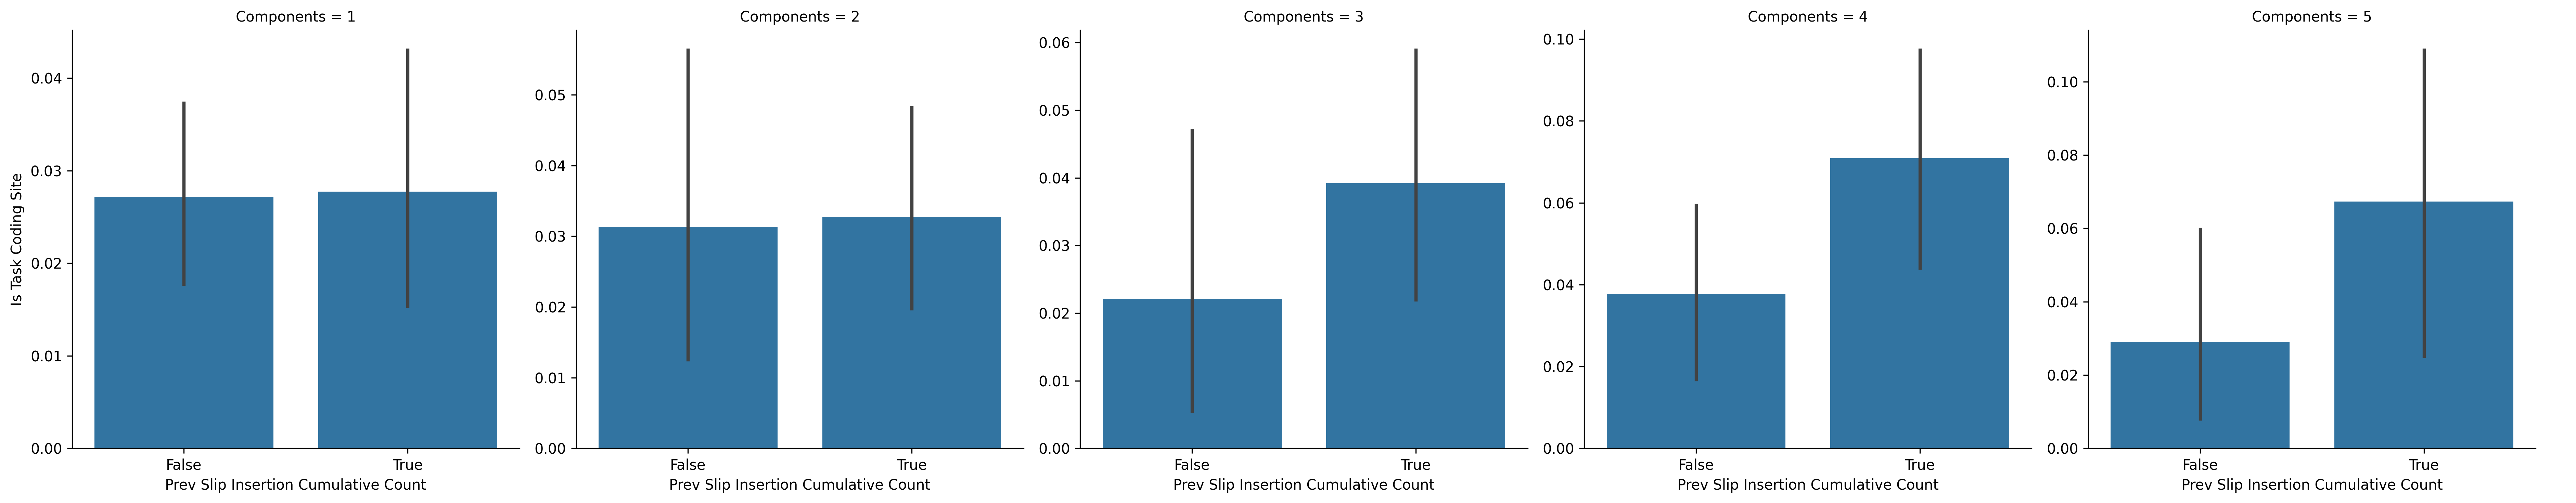 Components = 1
Components = 2
Components = 3
Components = 4
Components = 5
Is Task Coding Site
0.04
0.03
0.02
0.01
0.00
False
True
Prev Slip Insertion Cumulative Count
0.05
0.04
0.03
0.02
0.01
0.00
False
True
Prev Slip Insertion Cumulative Count
0.06
0.05
0.04
0.03
0.02
0.01
0.00
False
True
Prev Slip Insertion Cumulative Count
0.10
0.08
0.06
0.04
0.02
0.00
False
True
Prev Slip Insertion Cumulative Count
0.10
0.08
0.06
0.04
0.02
0.00
False
True
Prev Slip Insertion Cumulative Count